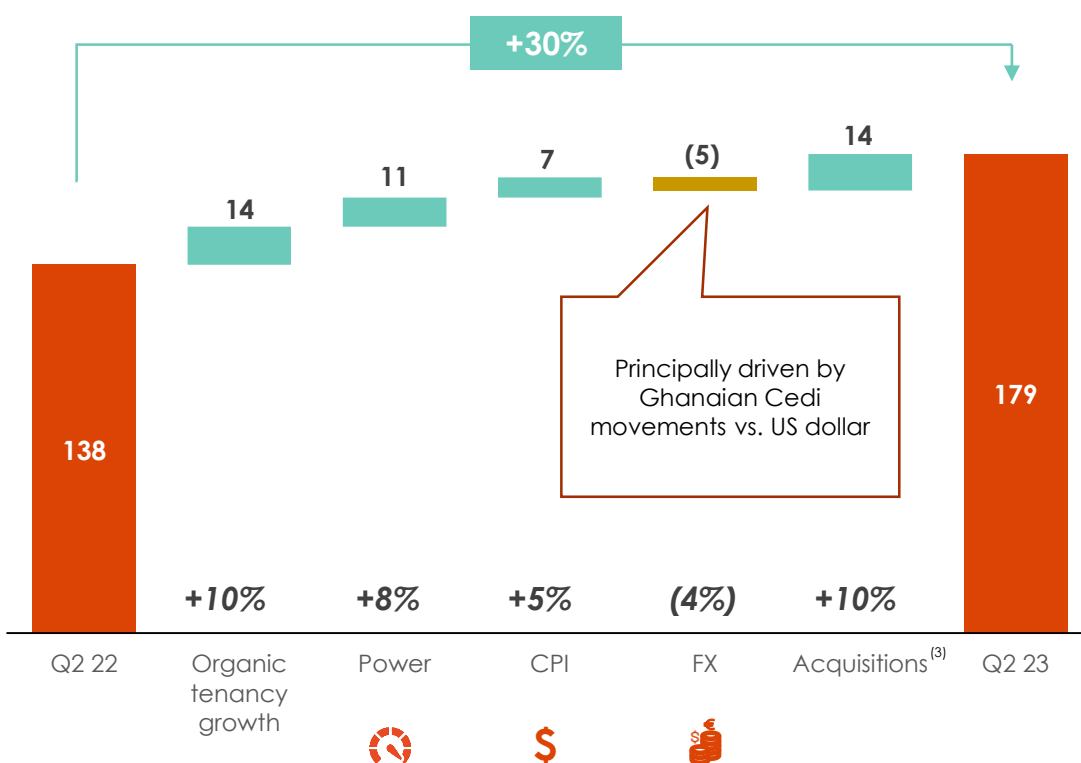 +30%
14
11
7
(5)
14
138
179
Principally driven by
Ghanaian Cedi
movements vs. US dollar
+10%
+8%
+5%
(4%)
+10%
Q2 22
Organic
tenancy
growth
Power
CPI
FX
Acquisitions(3)
Q2 23
$
$ €